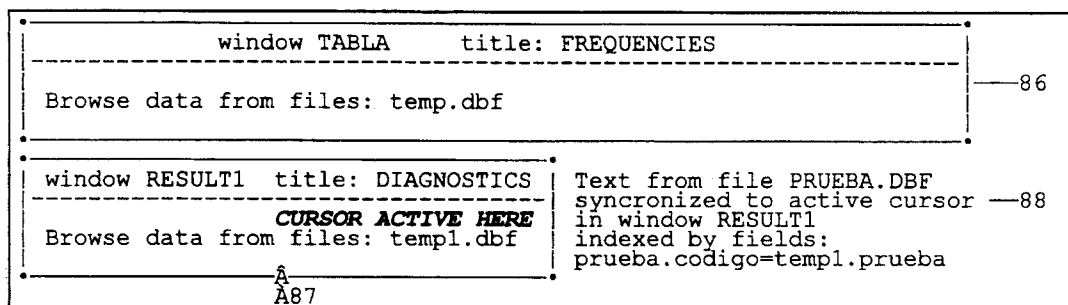 window TABLA title: FREQUENCIES
86
Browse data from files: temp.dbf
window RESULT1 title: DIAGNOSTICS
CURSOR ACTIVE HERE
Browse data from files: temp1.dbf
Text from file PRUEBA.DBF
syncronized to active cursor
88
in window RESULT1
indexed by fields:
prueba.codigo=temp1.prueba
Â
À87